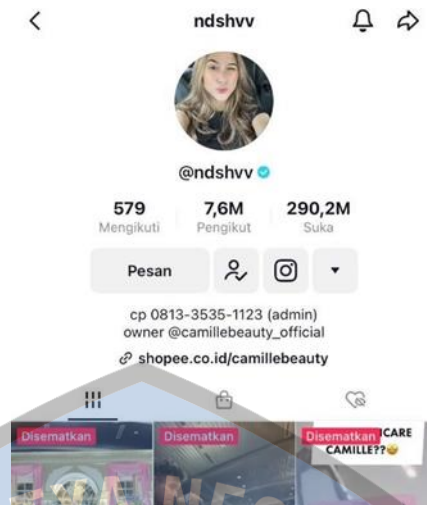 ndshvv
@ndshvv
579 7,6M 290,2M
Mengikuti Pengikut Suka
Pesan
cp 0813-3535-1123 (admin)
owner @camillebeauty_official
shopee.co.id/camillebeauty
Disematkan Disematkan Disematkan
CARE
CAMILLE??🤩